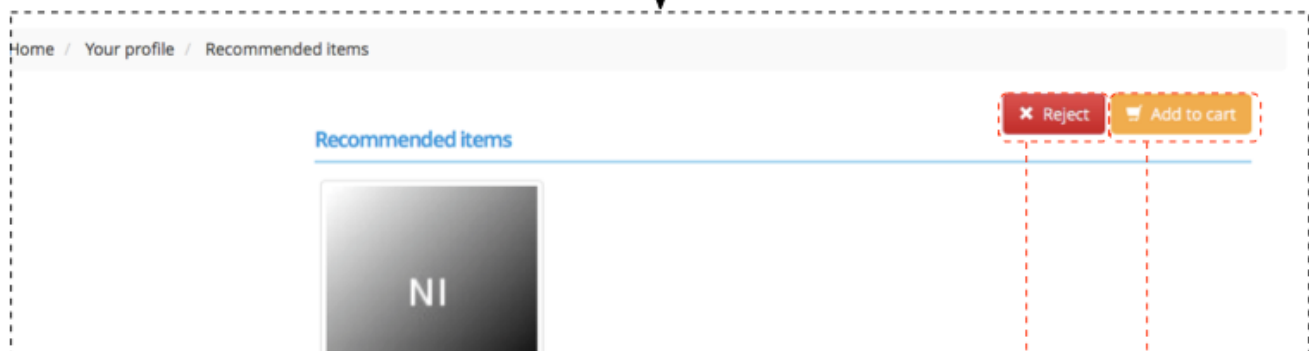 Home / Your profile / Recommended items
Reject
Add to cart
Recommended items
NI